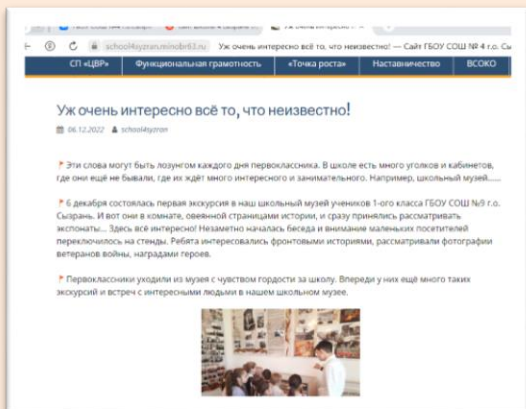 school4syzran.minobr63.ru Уж очень интересно всё то, что неизвестно! — Сайт ГБОУ СОШ № 4 г.о. Сы
СП «ЦВР» Функциональная грамотность «Точка роста» Наставничество ВСОКО
Уж очень интересно всё то, что неизвестно!
06.12.2022 school4syzran
Эти слова могут быть лозунгом каждого дня первоклассника. В школе есть много уголков и кабинетов,
где они ещё не бывали, где их ждёт много интересного и занимательного. Например, школьный музей......
6 декабря состоялась первая экскурсия в наш школьный музей учеников 1-ого класса ГБОУ СОШ №9 г.о.
Сызрань. И вот они в комнате, овеянной страницами истории, и сразу принялись рассматривать
экспонаты... Здесь всё интересно! Незаметно началась беседа и внимание маленьких посетителей
переключилось на стенды. Ребята интересовались фронтовыми историями, рассматривали фотографии
ветеранов войны, наградами героев.
Первоклассники уходили из музея с чувством гордости за школу. Впереди у них ещё много таких
экскурсий и встреч с интересными людьми в нашем школьном музее.